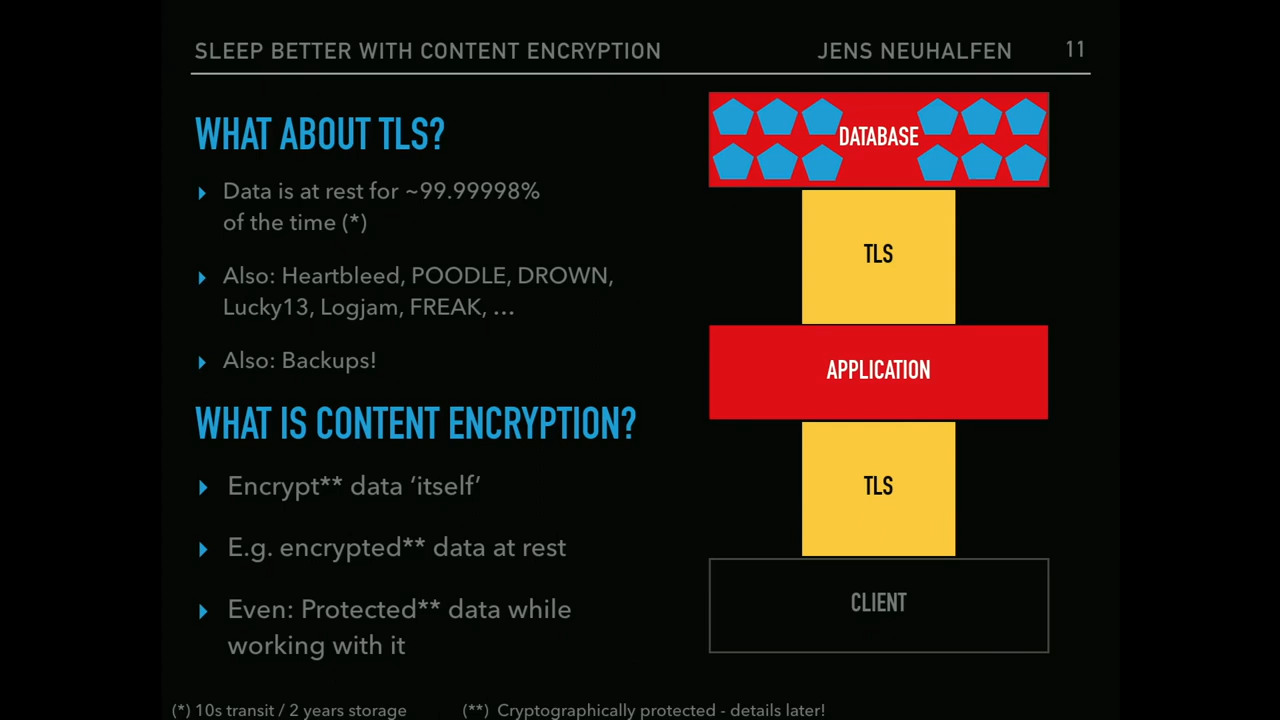 SLEEP BETTER WITH CONTENT ENCRYPTION
JENS NEUHALFEN
11
WHAT ABOUT TLS?
Data is at rest for ~99.99998%
of the time (*)
Also: Heartbleed, POODLE, DROWN,
Lucky13, Logjam, FREAK, …
Also: Backups!
WHAT IS CONTENT ENCRYPTION?
Encrypt** data ‘itself’
E.g. encrypted** data at rest
Even: Protected** data while
working with it
DATABASE
TLS
APPLICATION
TLS
CLIENT
(*) 10s transit / 2 years storage
(**) Cryptographically protected - details later!